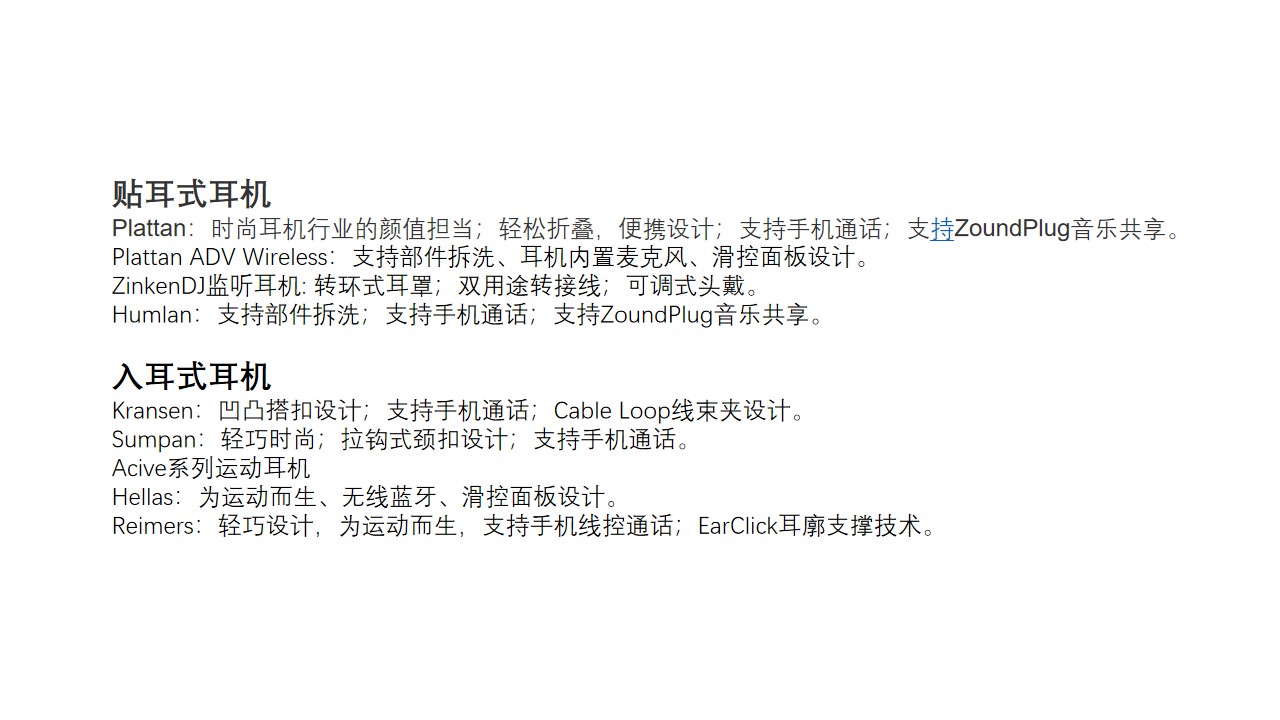 贴耳式耳机
Plattan：时尚耳机行业的颜值担当；轻松折叠，便携设计；支持手机通话；支持ZoundPlug音乐共享。
Plattan ADV Wireless：支持部件拆洗、耳机内置麦克风、滑控面板设计。
ZinkenDJ监听耳机: 转环式耳罩；双用途转接线；可调式头戴。
Humlan：支持部件拆洗；支持手机通话；支持ZoundPlug音乐共享。
入耳式耳机
Kransen：凹凸搭扣设计；支持手机通话；Cable Loop线束夹设计。
Sumpan：轻巧时尚；拉钩式颈扣设计；支持手机通话。
Acive系列运动耳机
Hellas：为运动而生、无线蓝牙、滑控面板设计。
Reimers：轻巧设计，为运动而生，支持手机线控通话；EarClick耳廓支撑技术。